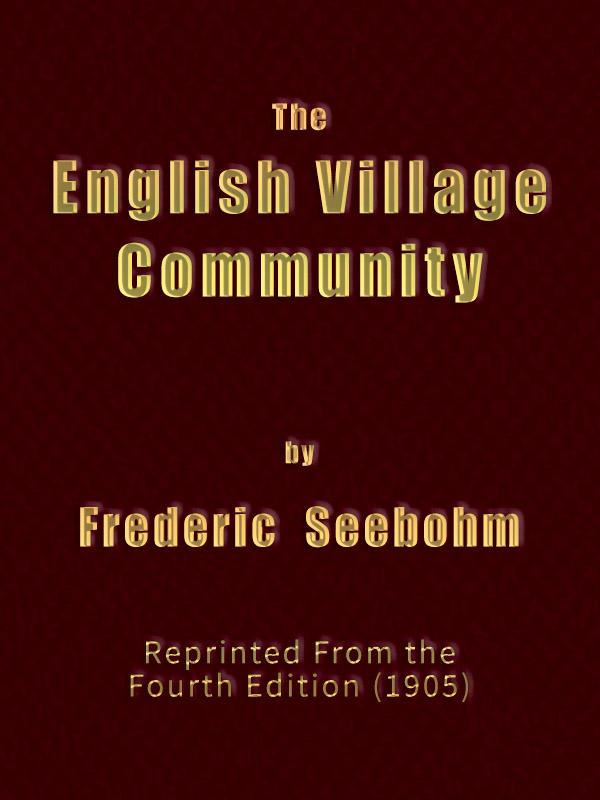 The
English Village
Community
by
Frederic Seebohm
Reprinted From the
Fourth Edition (1905)